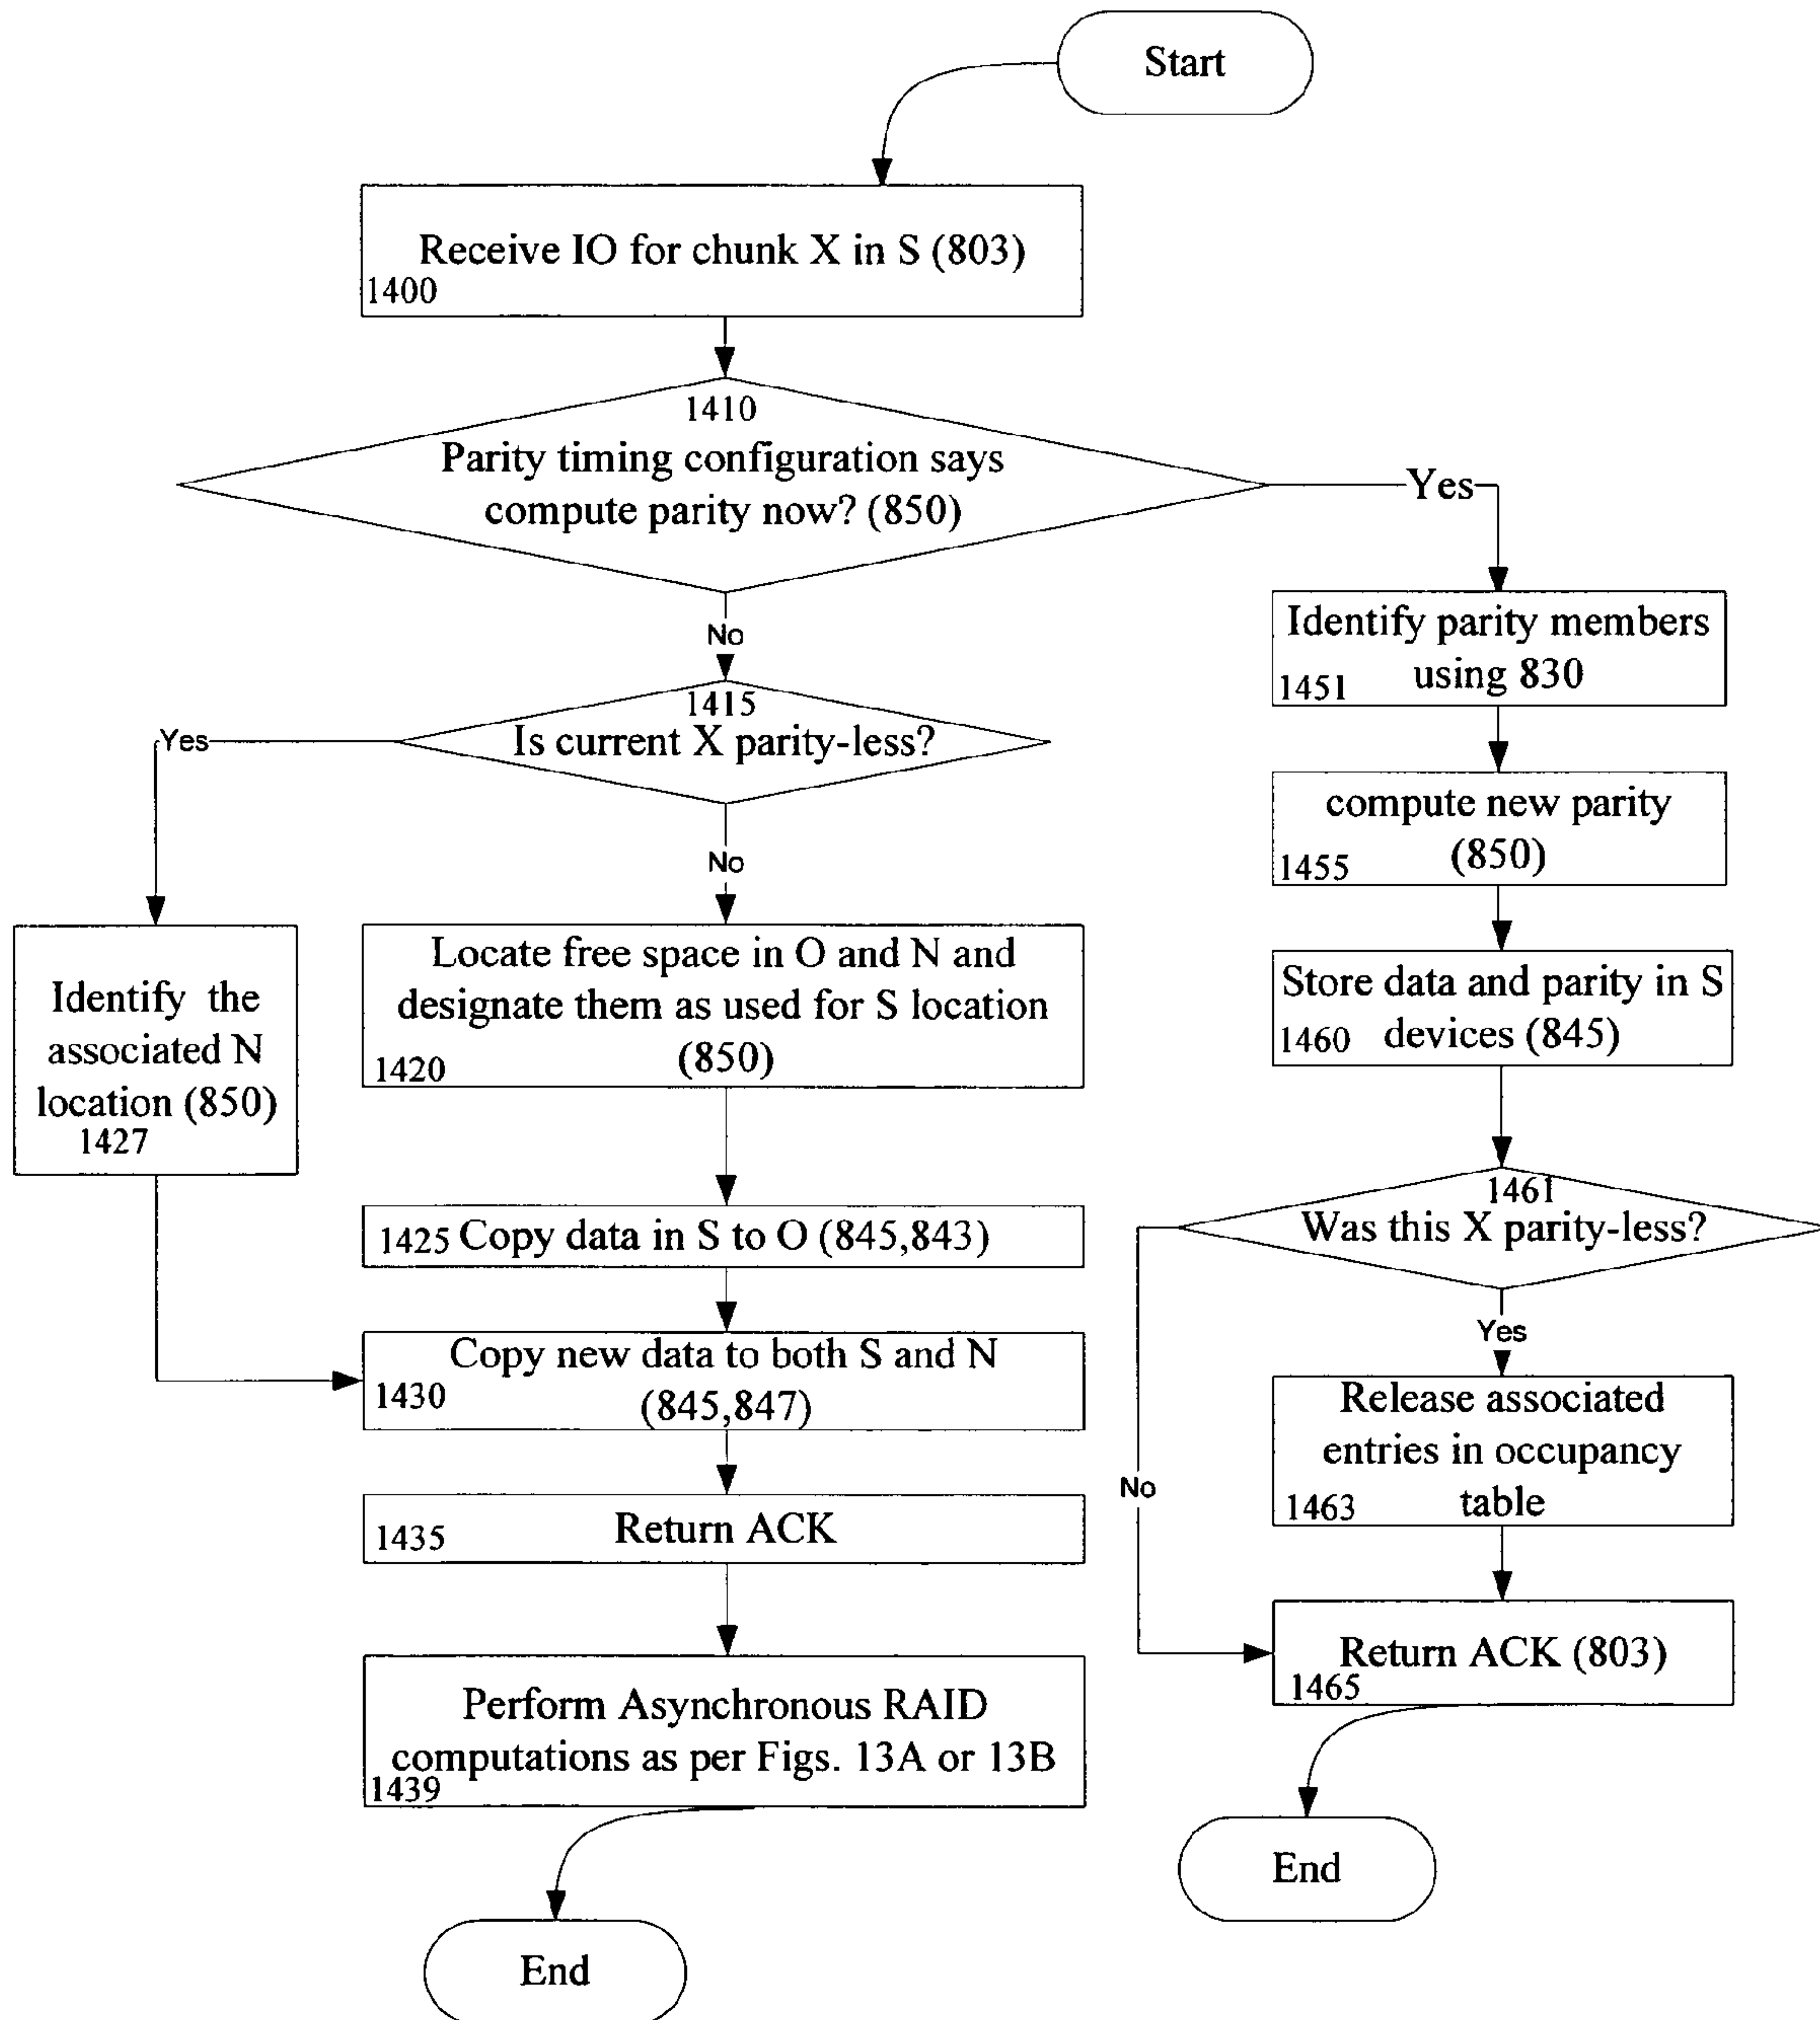 Start
Receive IO for chunk X in S (803)
1400
1410
Parity timing configuration says
compute parity now? (850)
Yes
No
1415
Is current X parity-less?
Yes
No
Identify the
associated N
location (850)
1427
Locate free space in O and N and
designate them as used for S location
(850)
1420
1425 Copy data in S to O (845,843)
Copy new data to both S and N
(845,847)
1430
Return ACK
1435
Perform Asynchronous RAID
computations as per Figs. 13A or 13B
1439
End
Identify parity members
using 830
1451
compute new parity
(850)
1455
Store data and parity in S
devices (845)
1460
1461
Was this X parity-less?
Yes
No
Release associated
entries in occupancy
table
1463
Return ACK (803)
1465
End